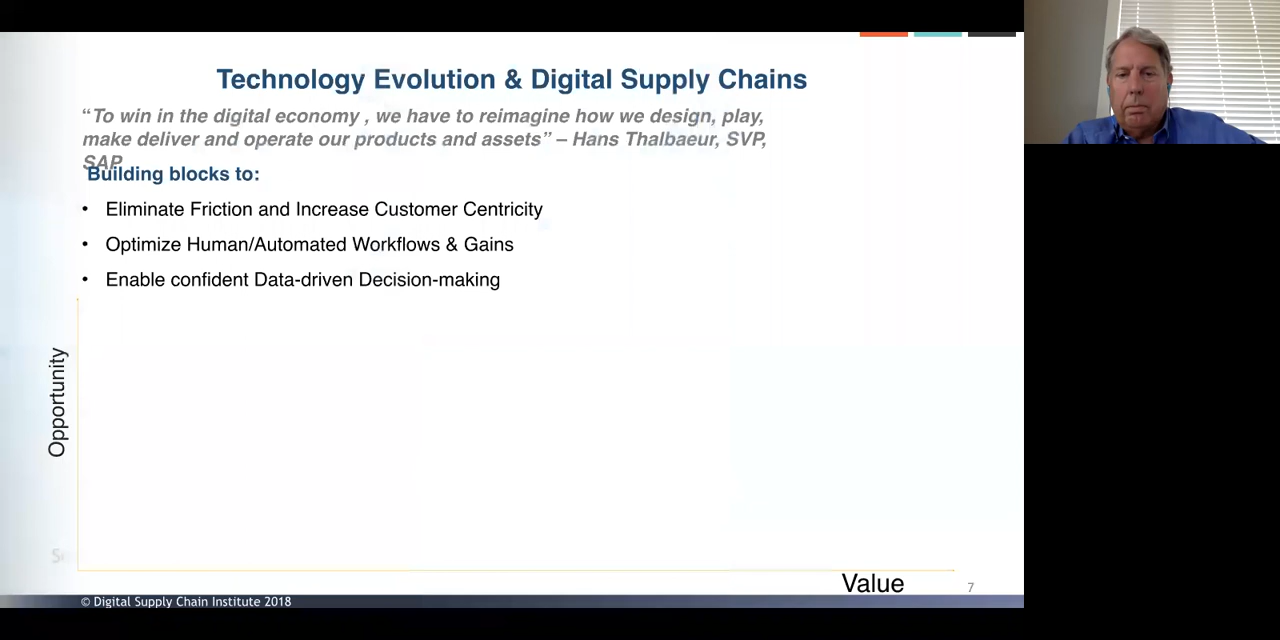 Technology Evolution & Digital Supply Chains
“To win in the digital economy , we have to reimagine how we design, play,
make deliver and operate our products and assets” – Hans Thalbaeur, SVP,
SAP
Building blocks to:
• Eliminate Friction and Increase Customer Centricity
• Optimize Human/Automated Workflows & Gains
• Enable confident Data-driven Decision-making
Opportunity
Value
7
© Digital Supply Chain Institute 2018